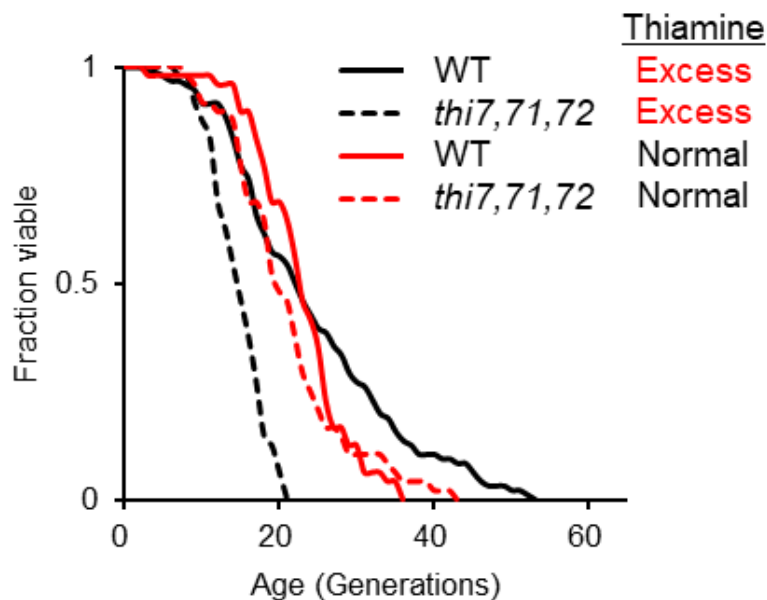 Thiamine
WT Excess
thi7,71,72 Excess
WT Normal
thi7,71,72 Normal
1
0.5
0
Fraction viable
0 20 40 60
Age (Generations)